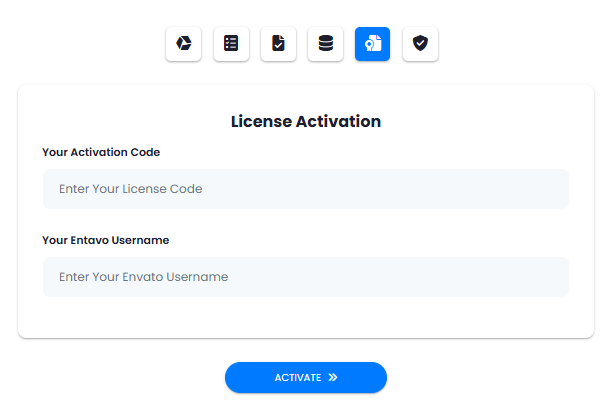 License Activation
Your Activation Code
Enter Your License Code
Your Entavo Username
Enter Your Envato Username
ACTIVATE